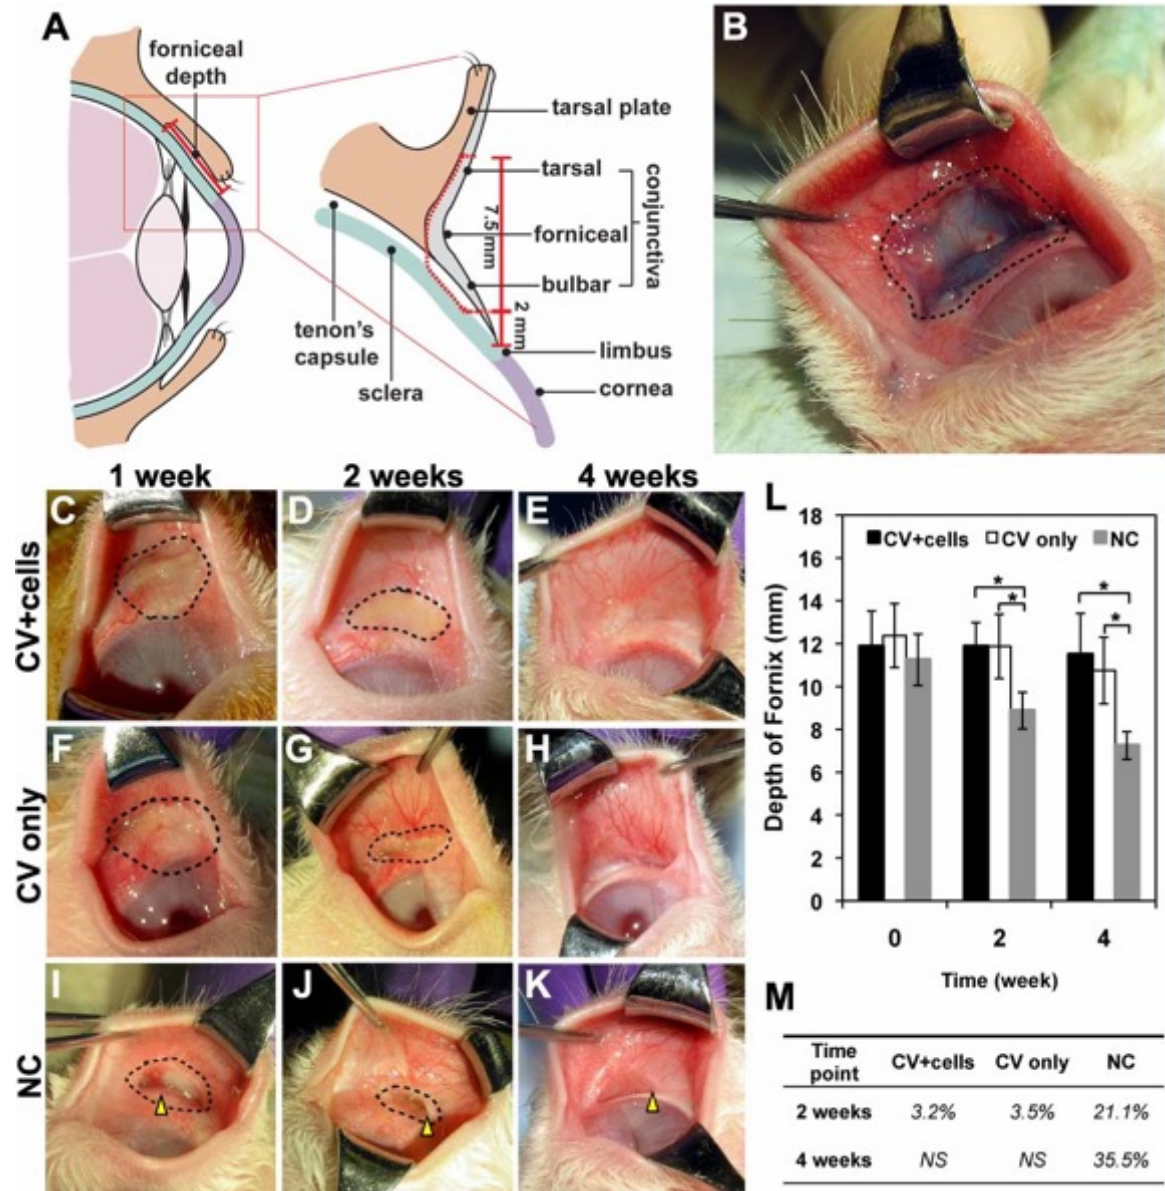 A
forniceal
depth
tarsal plate
tarsal
forniceal
bulbar
conjunctiva
7.5 mm
2 mm
tenon's
capsule
sclera
limbus
cornea
B
1 week
2 weeks
4 weeks
CV+cells
C
D
E
CV only
F
G
H
NC
I
J
K
L
CV+cells CV only NC
Depth of Fornix (mm)
18
16
14
12
10
8
6
4
2
0
* * * *
0 2 4
Time (week)
M
Time point CV+cells CV only NC
2 weeks 3.2% 3.5% 21.1%
4 weeks NS NS 35.5%